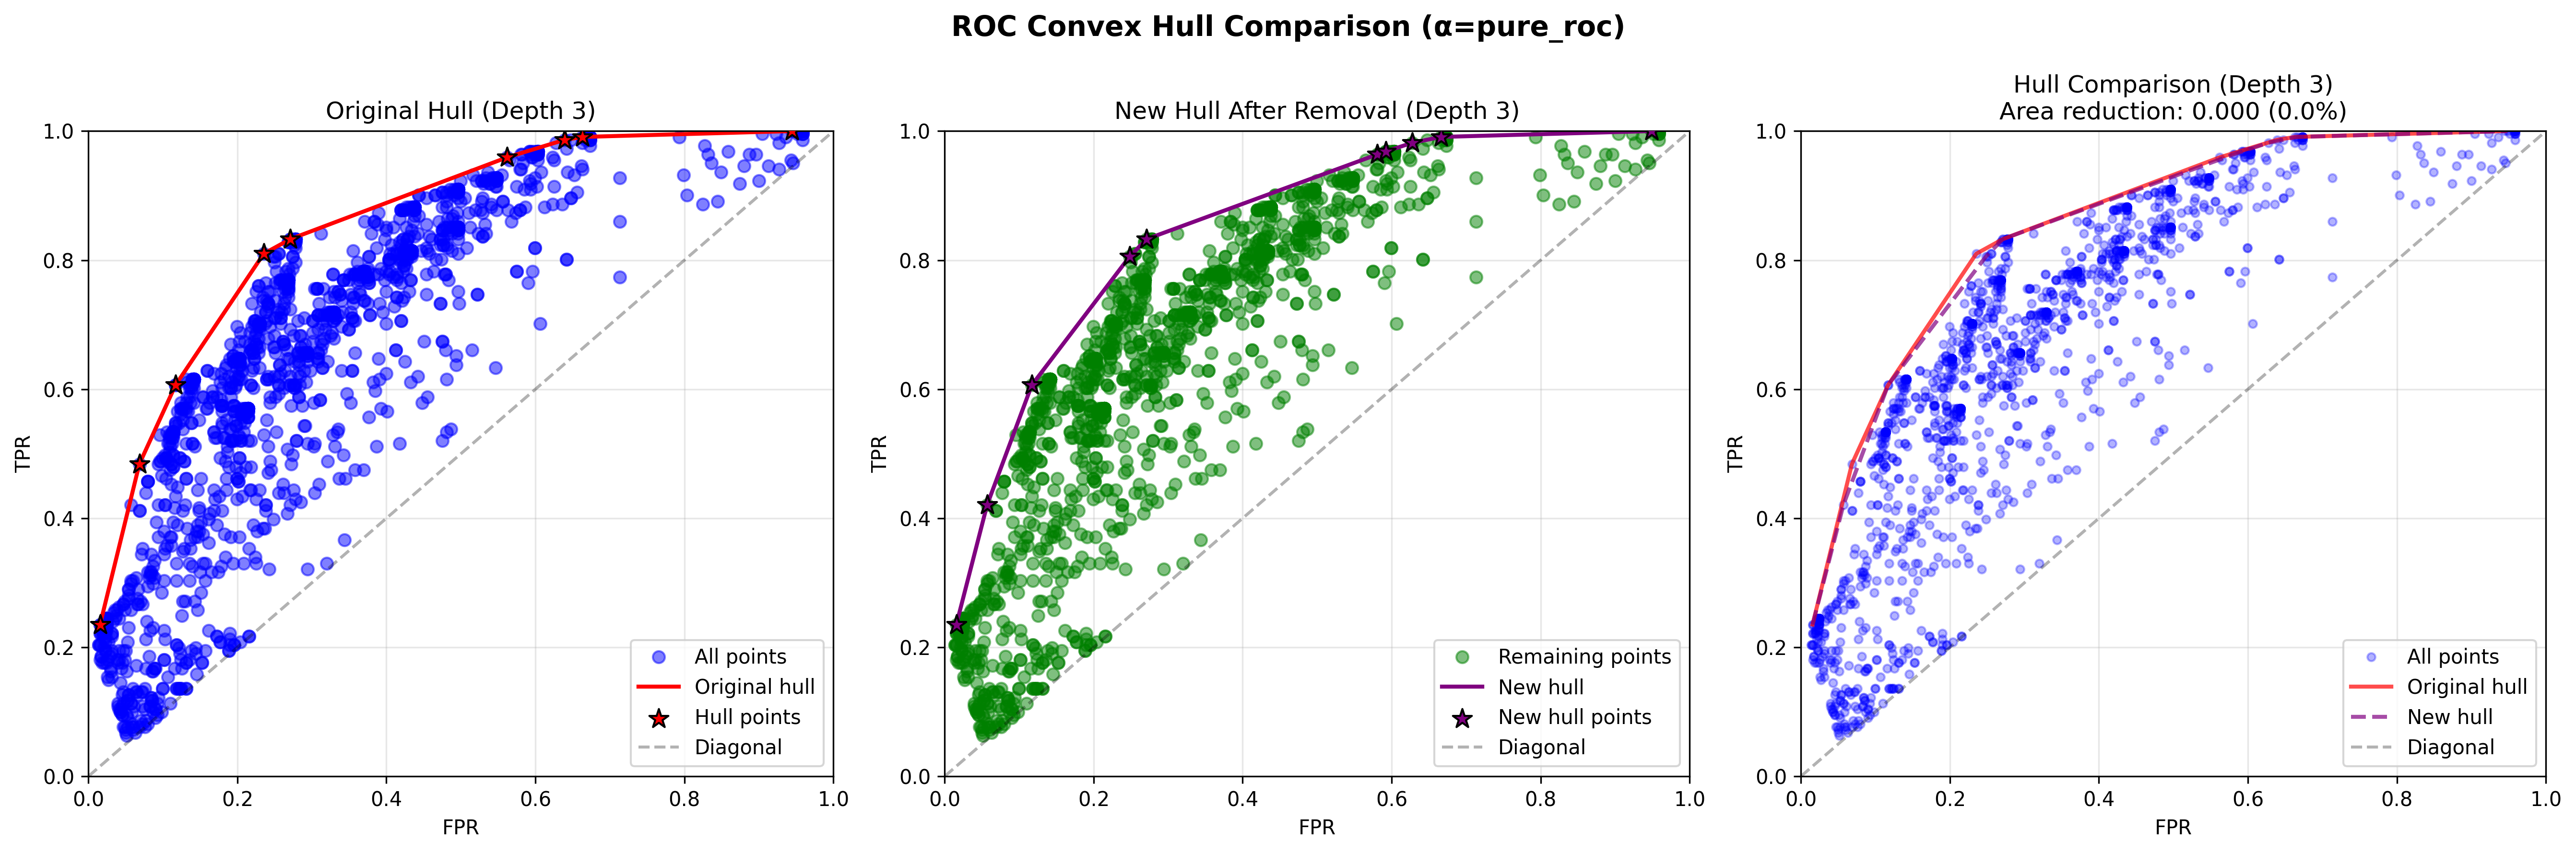 ROC Convex Hull Comparison (α=pure_roc)
Original Hull (Depth 3)
1.0
0.8
0.6
0.4
0.2
0.0
TPR
0.0 0.2 0.4 0.6 0.8 1.0
FPR
All points
Original hull
Hull points
Diagonal
New Hull After Removal (Depth 3)
1.0
0.8
0.6
0.4
0.2
0.0
TPR
0.0 0.2 0.4 0.6 0.8 1.0
FPR
Remaining points
New hull
New hull points
Diagonal
Hull Comparison (Depth 3)
Area reduction: 0.000 (0.0%)
1.0
0.8
0.6
0.4
0.2
0.0
TPR
0.0 0.2 0.4 0.6 0.8 1.0
FPR
All points
Original hull
New hull
Diagonal